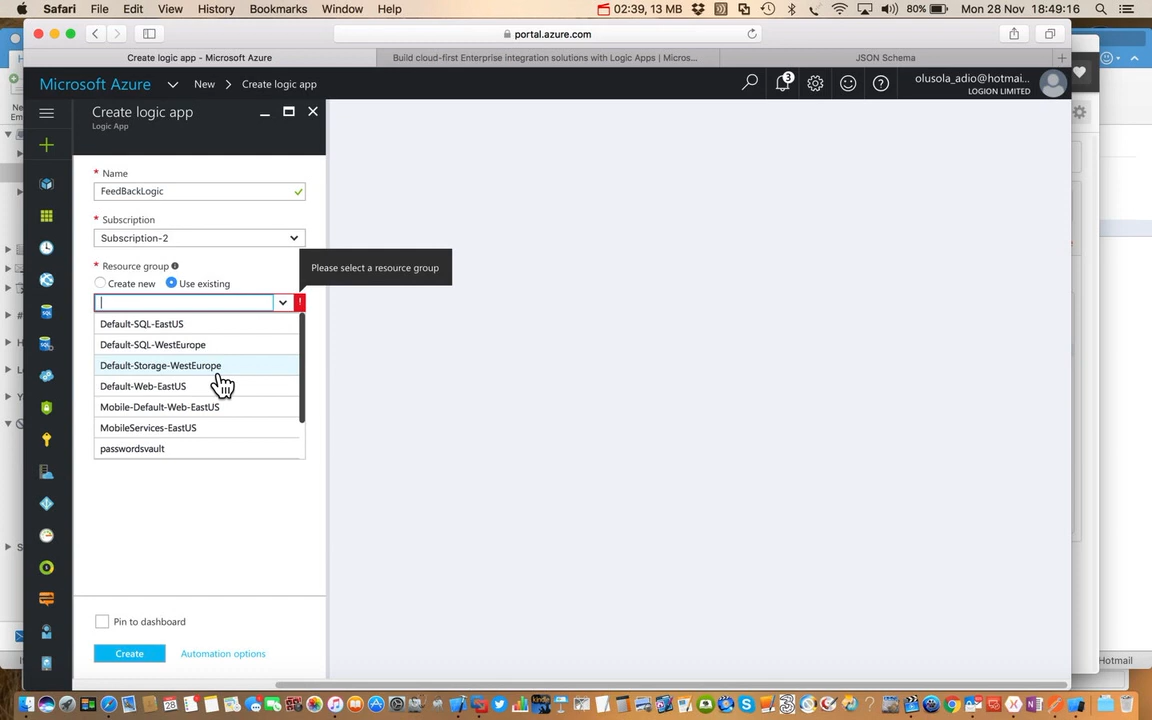 Safari File Edit View History Bookmarks Window Help 02:39, 13 MB 80% Mon 28 Nov 18:49:16
portal.azure.com
Create logic app - Microsoft Azure
Build cloud-first Enterprise integration solutions with Logic Apps | Micros...
JSON Schema
Microsoft Azure New > Create logic app
3
olusola_adio@hotmai...
LOGION LIMITED
Create logic app
Logic App
* Name
FeedBackLogic
* Subscription
Subscription-2
* Resource group
Create new Use existing
Please select a resource group
Default-SQL-EastUS
Default-SQL-WestEurope
Default-Storage-WestEurope
Default-Web-EastUS
Mobile-Default-Web-EastUS
MobileServices-EastUS
passwordsvault
Pin to dashboard
Create Automation options
Hotmail